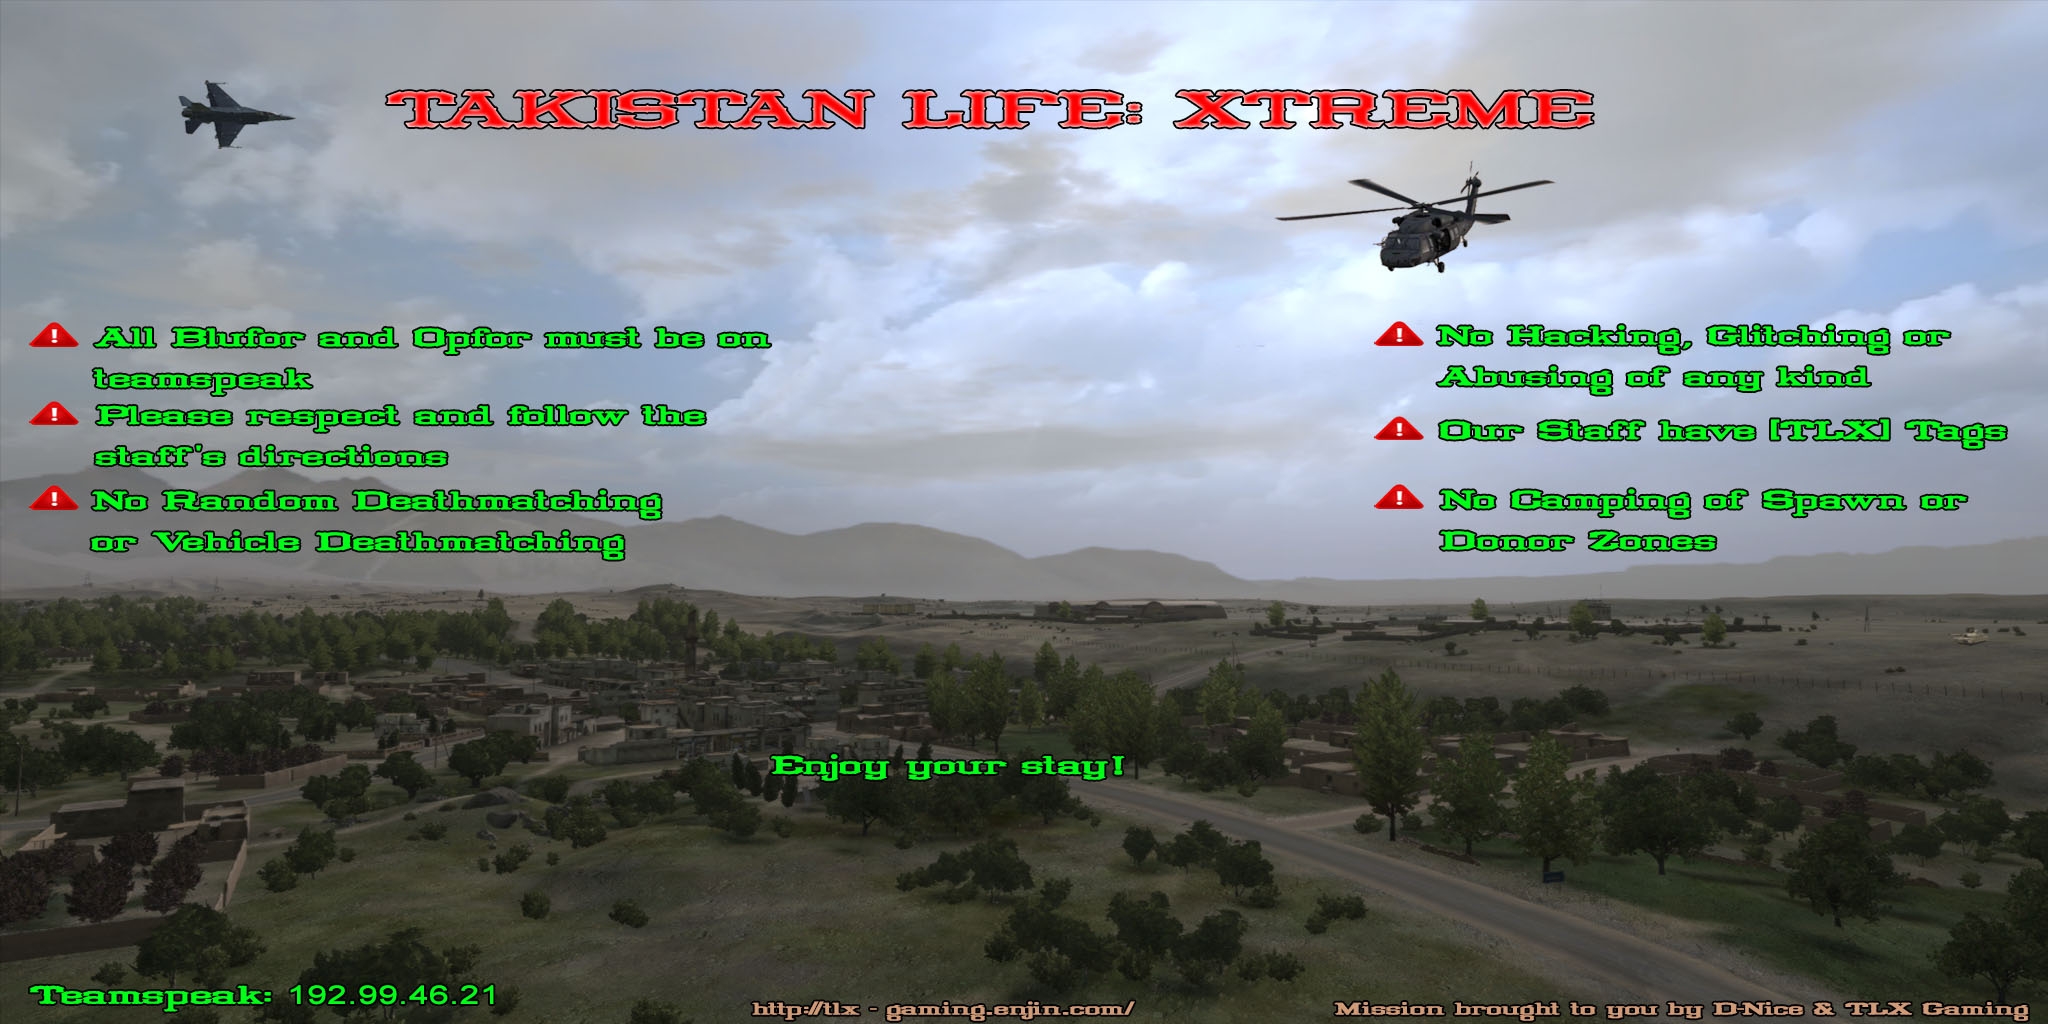 TAKISTAN LIFE: XTREME
All Blufor and Opfor must be on
teamspeak
Please respect and follow the
staff's directions
No Random Deathmatching
or Vehicle Deathmatching
No Hacking, Glitching or
Abusing of any kind
Our Staff have [TLX] Tags
No Camping of Spawn or
Donor Zones
Enjoy your stay!
Teamspeak: 192.99.46.21
http://tlx - gaming.enjin.com/
Mission brought to you by D-Nice & TLX Gaming